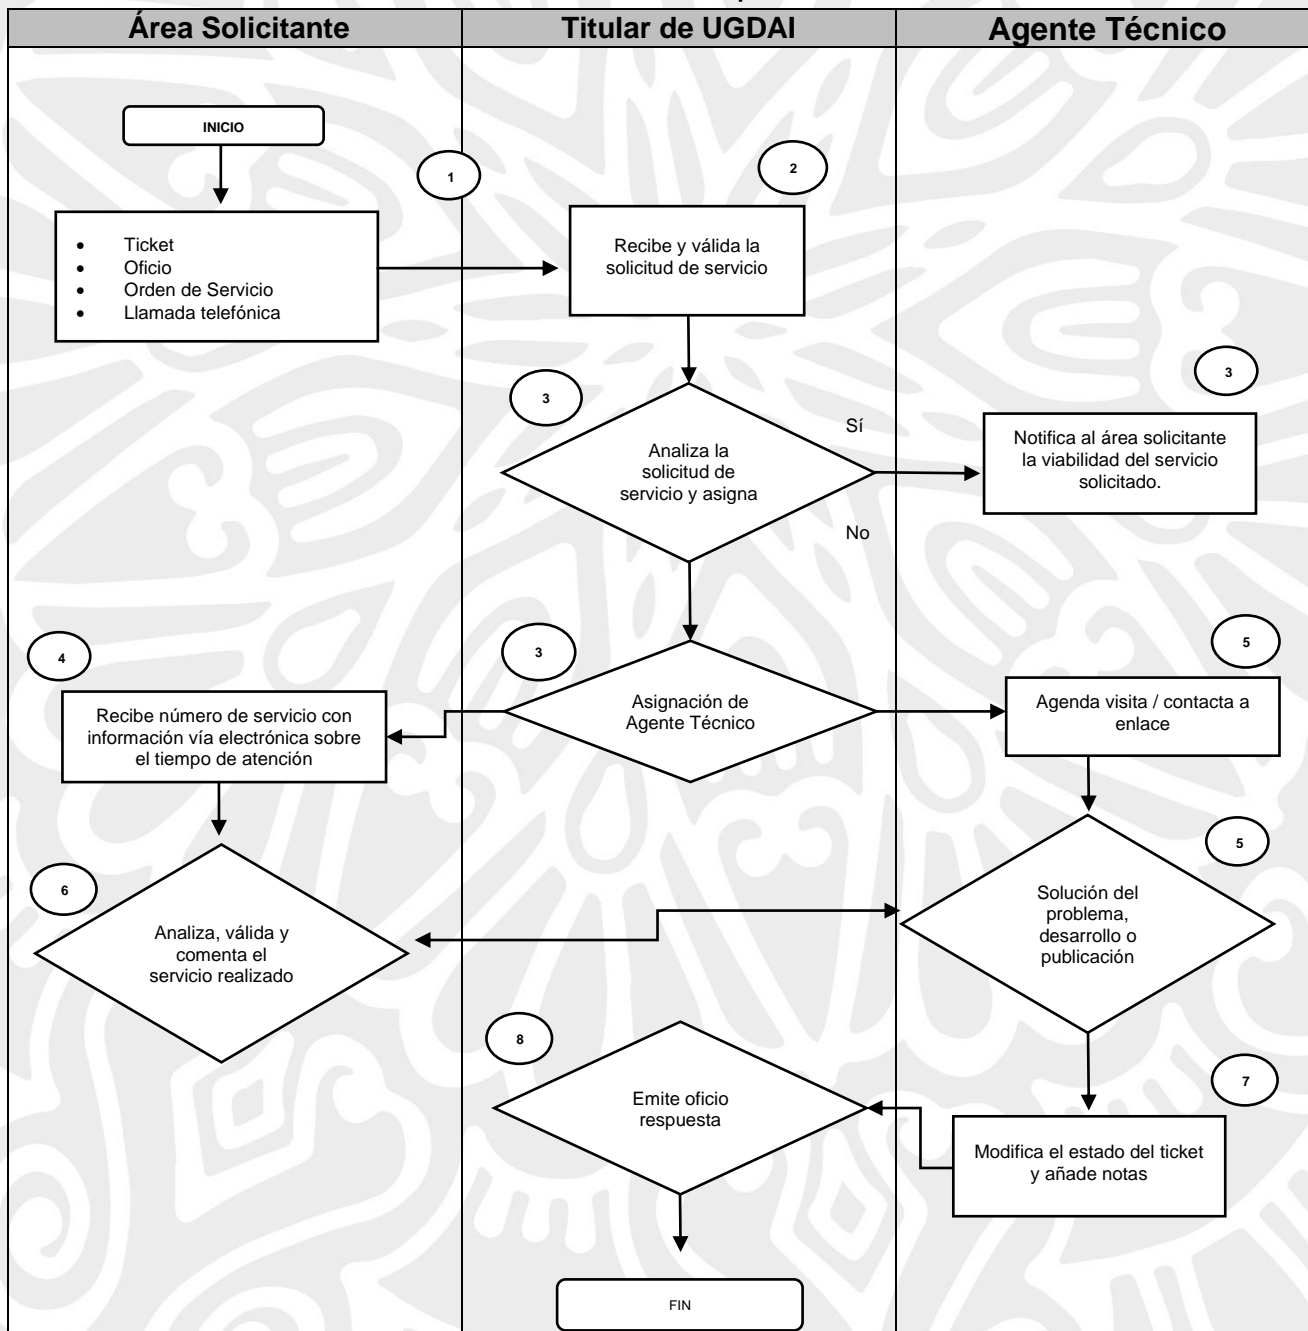 Área Solicitante
Titular de UGDAI
Agente Técnico
INICIO
1
• Ticket
• Oficio
• Orden de Servicio
• Llamada telefónica
2
Recibe y válida la
solicitud de servicio
3
Analiza la
solicitud de
servicio y asigna
Sí
No
3
Notifica al área solicitante
la viabilidad del servicio
solicitado.
3
Asignación de
Agente Técnico
4
Recibe número de servicio con
información vía electrónica sobre
el tiempo de atención
5
Agenda visita / contacta a
enlace
5
Solución del
problema,
desarrollo o
publicación
6
Analiza, válida y
comenta el
servicio realizado
7
Modifica el estado del ticket
y añade notas
8
Emite oficio
respuesta
FIN